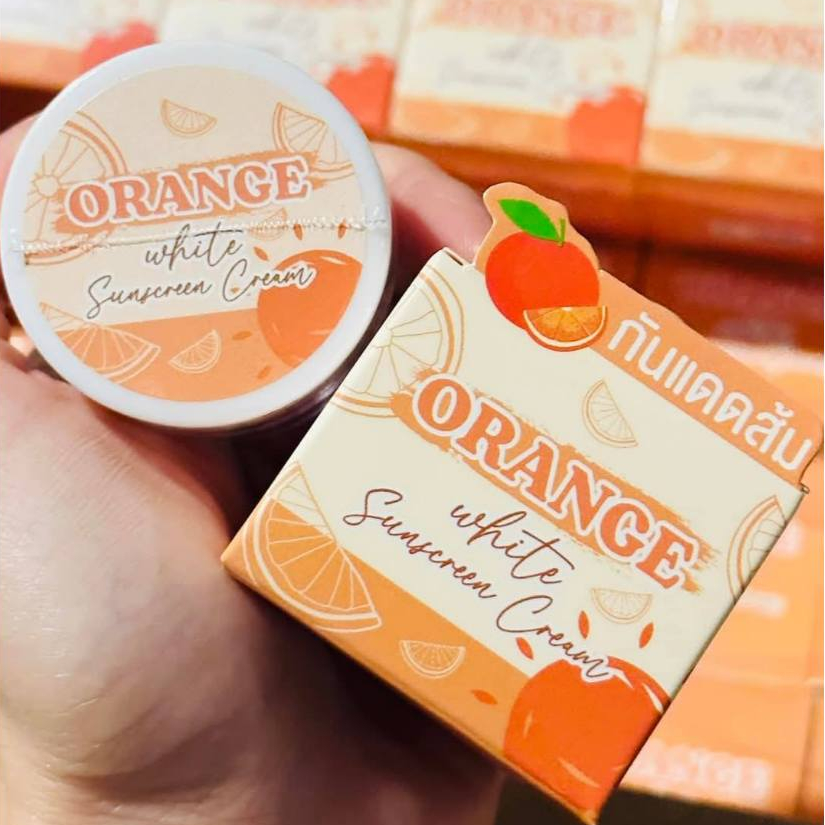 ORANGE
white
Sunscreen Cream
กันแดดส้ม
ORANGE
white
Sunscreen Cream